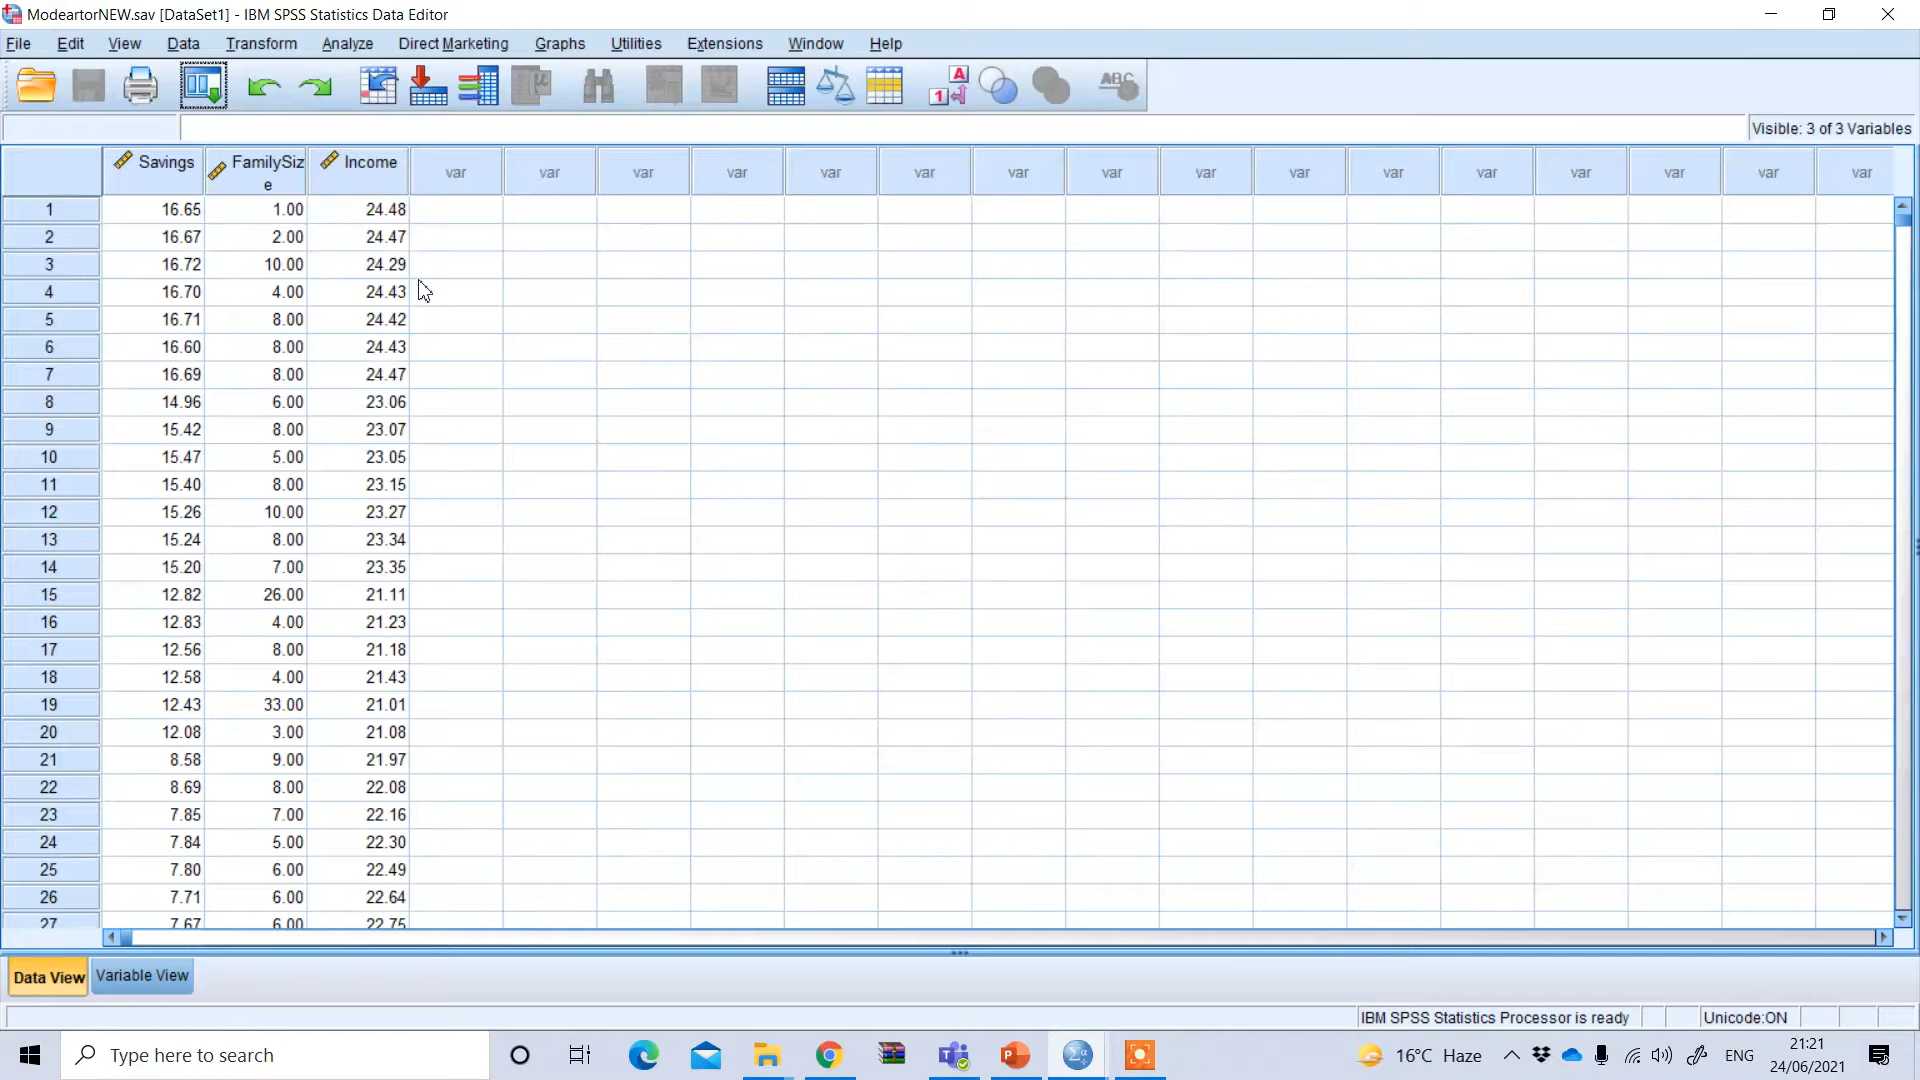 ModeartorNEW.sav [DataSet1] - IBM SPSS Statistics Data Editor
File Edit View Data Transform Analyze Direct Marketing Graphs Utilities Extensions Window Help
A
1
ABC
Visible: 3 of 3 Variables
Savings FamilySiz Income var var var var var var var var var var var var var var var var
e
1 16.65 1.00 24.48
2 16.67 2.00 24.47
3 16.72 10.00 24.29
4 16.70 4.00 24.43
5 16.71 8.00 24.42
6 16.60 8.00 24.43
7 16.69 8.00 24.47
8 14.96 6.00 23.06
9 15.42 8.00 23.07
10 15.47 5.00 23.05
11 15.40 8.00 23.15
12 15.26 10.00 23.27
13 15.24 8.00 23.34
14 15.20 7.00 23.35
15 12.82 26.00 21.11
16 12.83 4.00 21.23
17 12.56 8.00 21.18
18 12.58 4.00 21.43
19 12.43 33.00 21.01
20 12.08 3.00 21.08
21 8.58 9.00 21.97
22 8.69 8.00 22.08
23 7.85 7.00 22.16
24 7.84 5.00 22.30
25 7.80 6.00 22.49
26 7.71 6.00 22.64
27 7.67 6.00 22.75
Data View Variable View
IBM SPSS Statistics Processor is ready Unicode:ON
Type here to search
16°C Haze ENG
21:21
24/06/2021